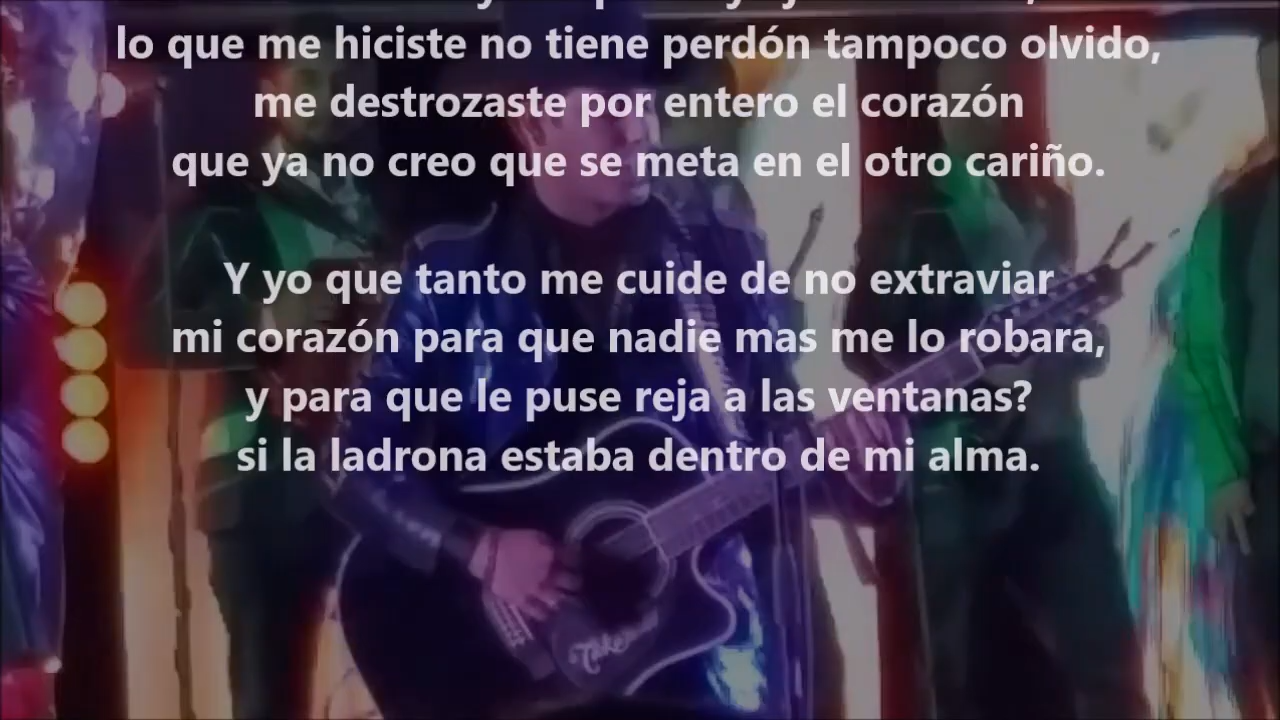 lo que me hiciste no tiene perdón tampoco olvido,
me destrozaste por entero el corazón
que ya no creo que se meta en el otro cariño.
Y yo que tanto me cuide de no extraviar
mi corazón para que nadie mas me lo robara,
y para que le puse reja a las ventanas?
si la ladrona estaba dentro de mi alma.